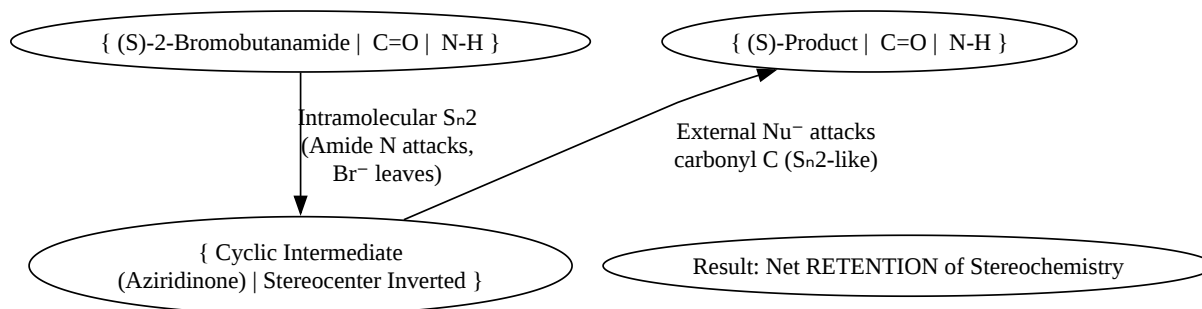 { (S)-2-Bromobutanamide | C=O | N-H }
{ (S)-Product | C=O | N-H }
Intramolecular Sₙ2
(Amide N attacks,
Br⁻ leaves)
External Nu⁻ attacks
carbonyl C (Sₙ2-like)
{ Cyclic Intermediate
(Aziridinone) | Stereocenter Inverted }
Result: Net RETENTION of Stereochemistry